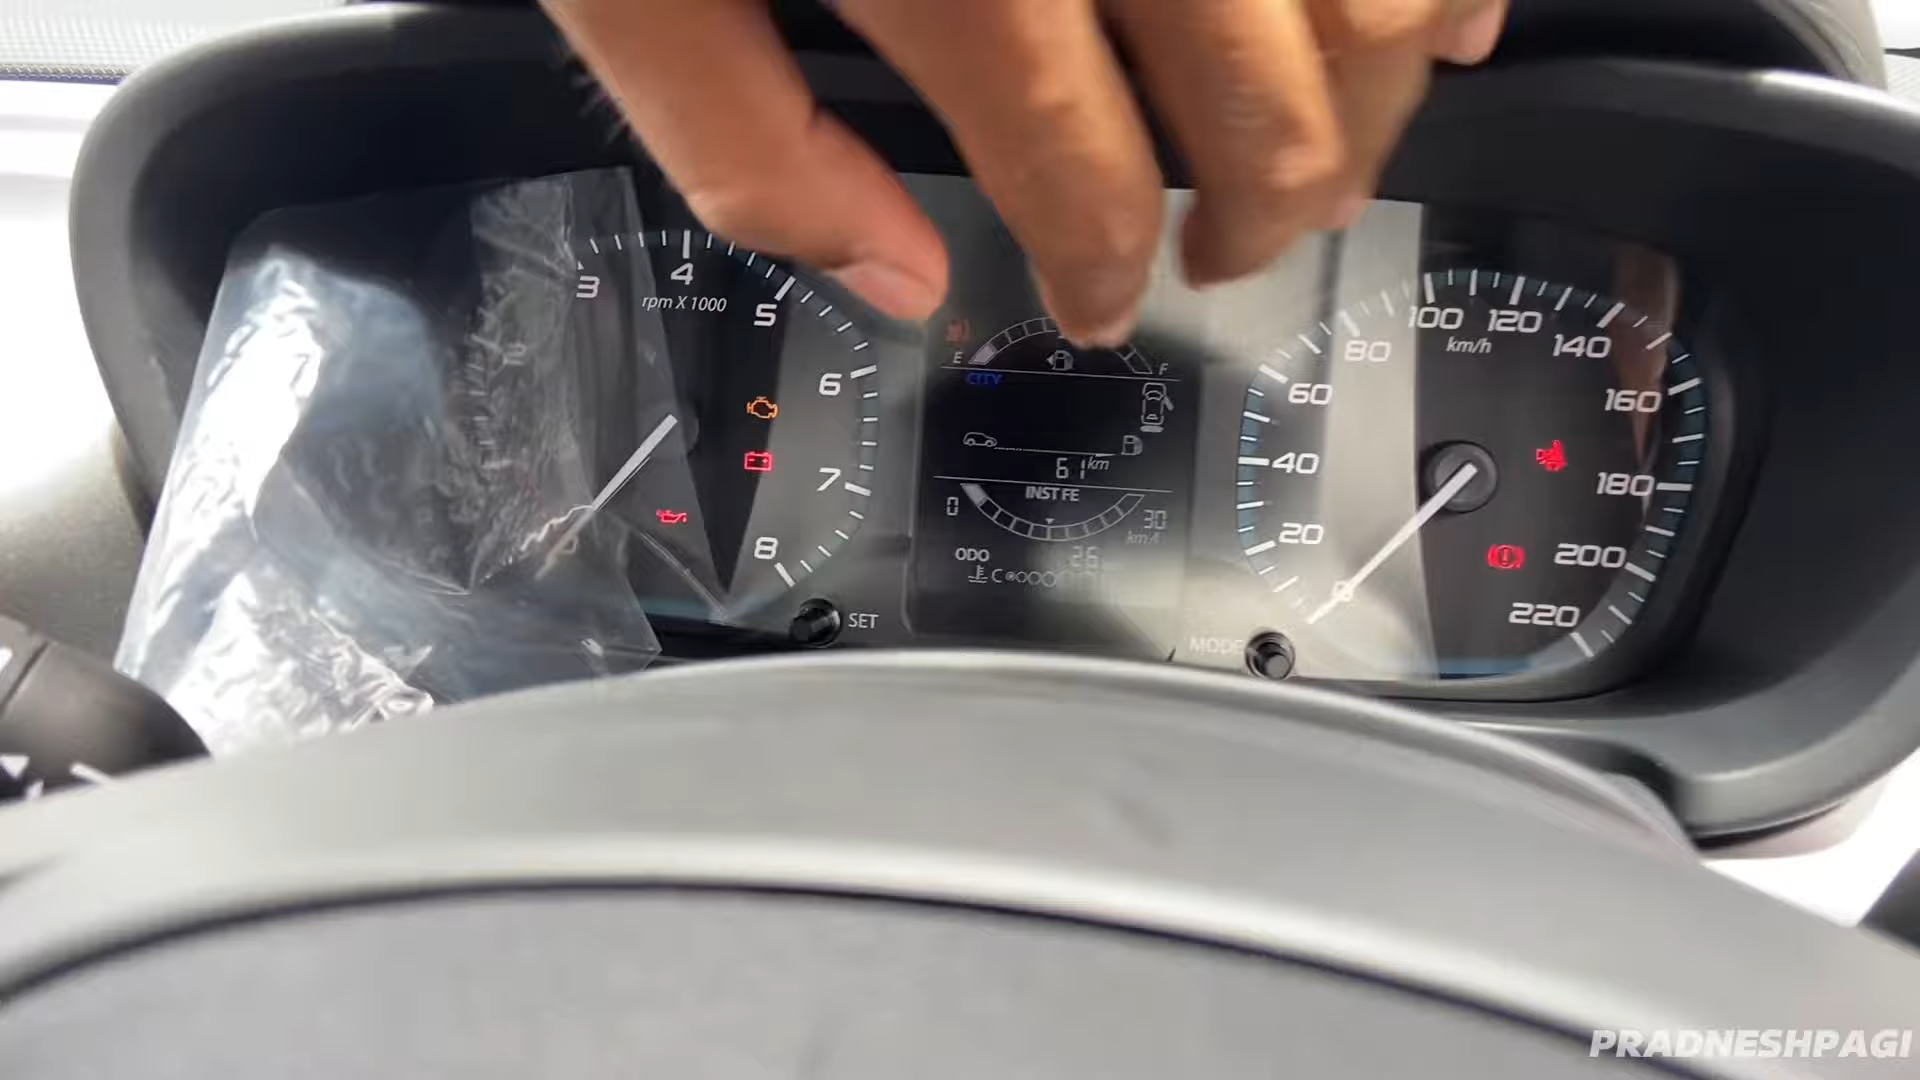 3 4 5 6 7 8
rpm X 1000
SET
E F
CITY
61 km
INST FE
0 30
ODO 26
C
MODE
0 20 40 60 80 100 120 140 160 180 200 220
km/h
PRADNESHPAGI